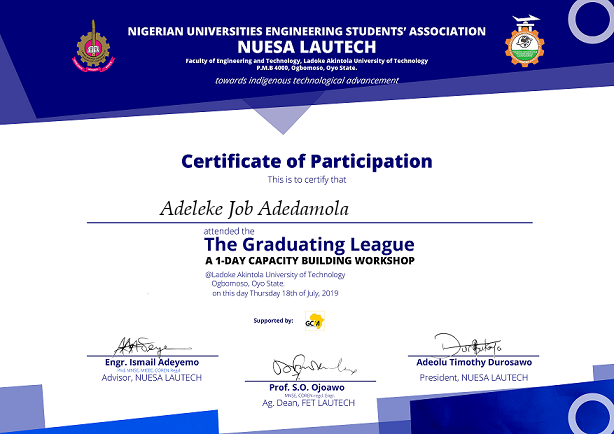 NIGERIAN UNIVERSITIES ENGINEERING STUDENTS' ASSOCIATION
NUESA LAUTECH
Faculty of Engineering and Technology, Ladoke Akintola University of Technology
P.M.B 4000, Ogbomoso, Oyo State.
towards indigenous technological advancement
Certificate of Participation
This is to certify that
Adeleke Job Adedamola
attended the
The Graduating League
A 1-DAY CAPACITY BUILDING WORKSHOP
@Ladoke Akintola University of Technology
Ogbomoso, Oyo State.
on this day Thursday 18th of July, 2019
Supported by:
GCA
Engr. Ismail Adeyemo
Advisor, NUESA LAUTECH
Prof. S.O. Ojoawo
MNSE, COREN-regd. Engr.
Ag. Dean, FET LAUTECH
Adeolu Timothy Durosawo
President, NUESA LAUTECH